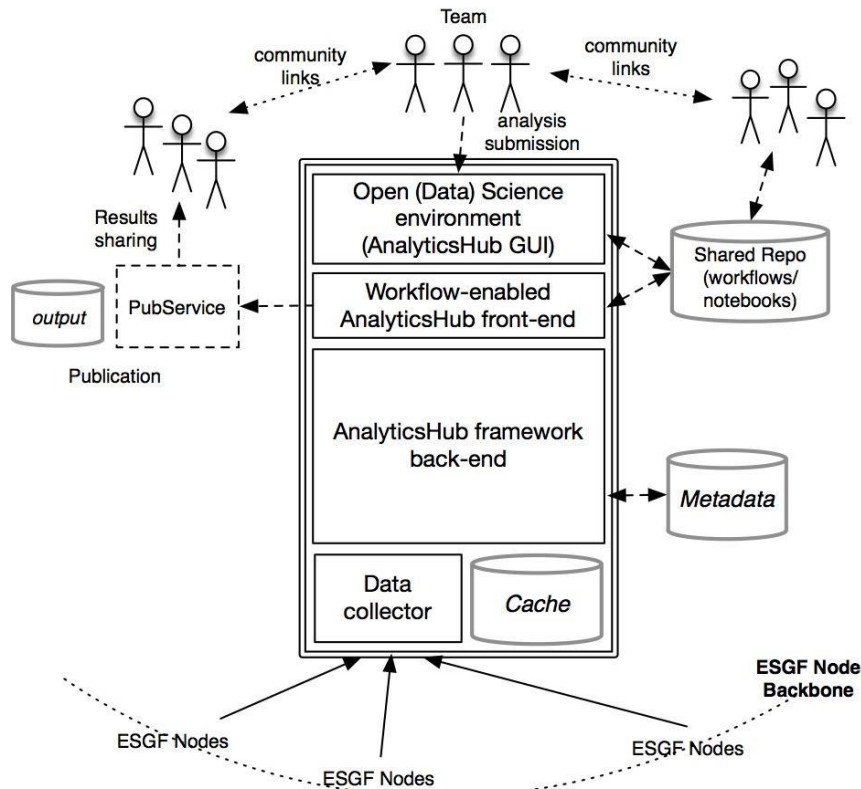 Team
community
links
community
links
analysis
submission
Open (Data) Science
environment
(AnalyticsHub GUI)
Results
sharing
Shared Repo
(workflows/
notebooks)
Workflow-enabled
AnalyticsHub front-end
PubService
output
Publication
AnalyticsHub framework
back-end
Metadata
Data
collector
Cache
ESGF Node
Backbone
ESGF Nodes
ESGF Nodes
ESGF Nodes